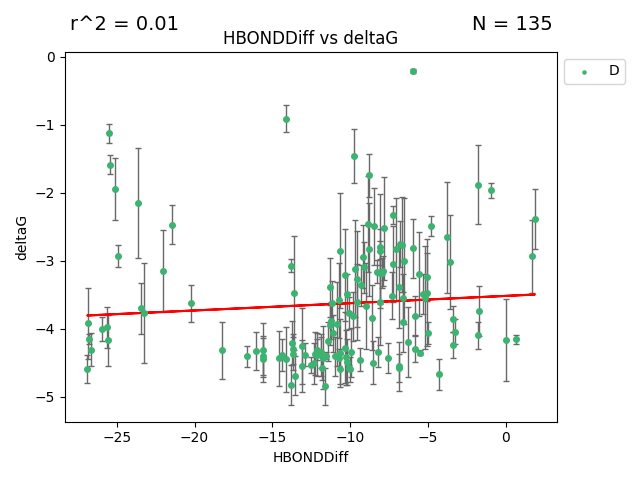 r^2 = 0.01
N = 135
HBONDDiff vs deltaG
D
deltaG
0
−1
−2
−3
−4
−5
−25
−20
−15
−10
−5
0
HBONDDiff